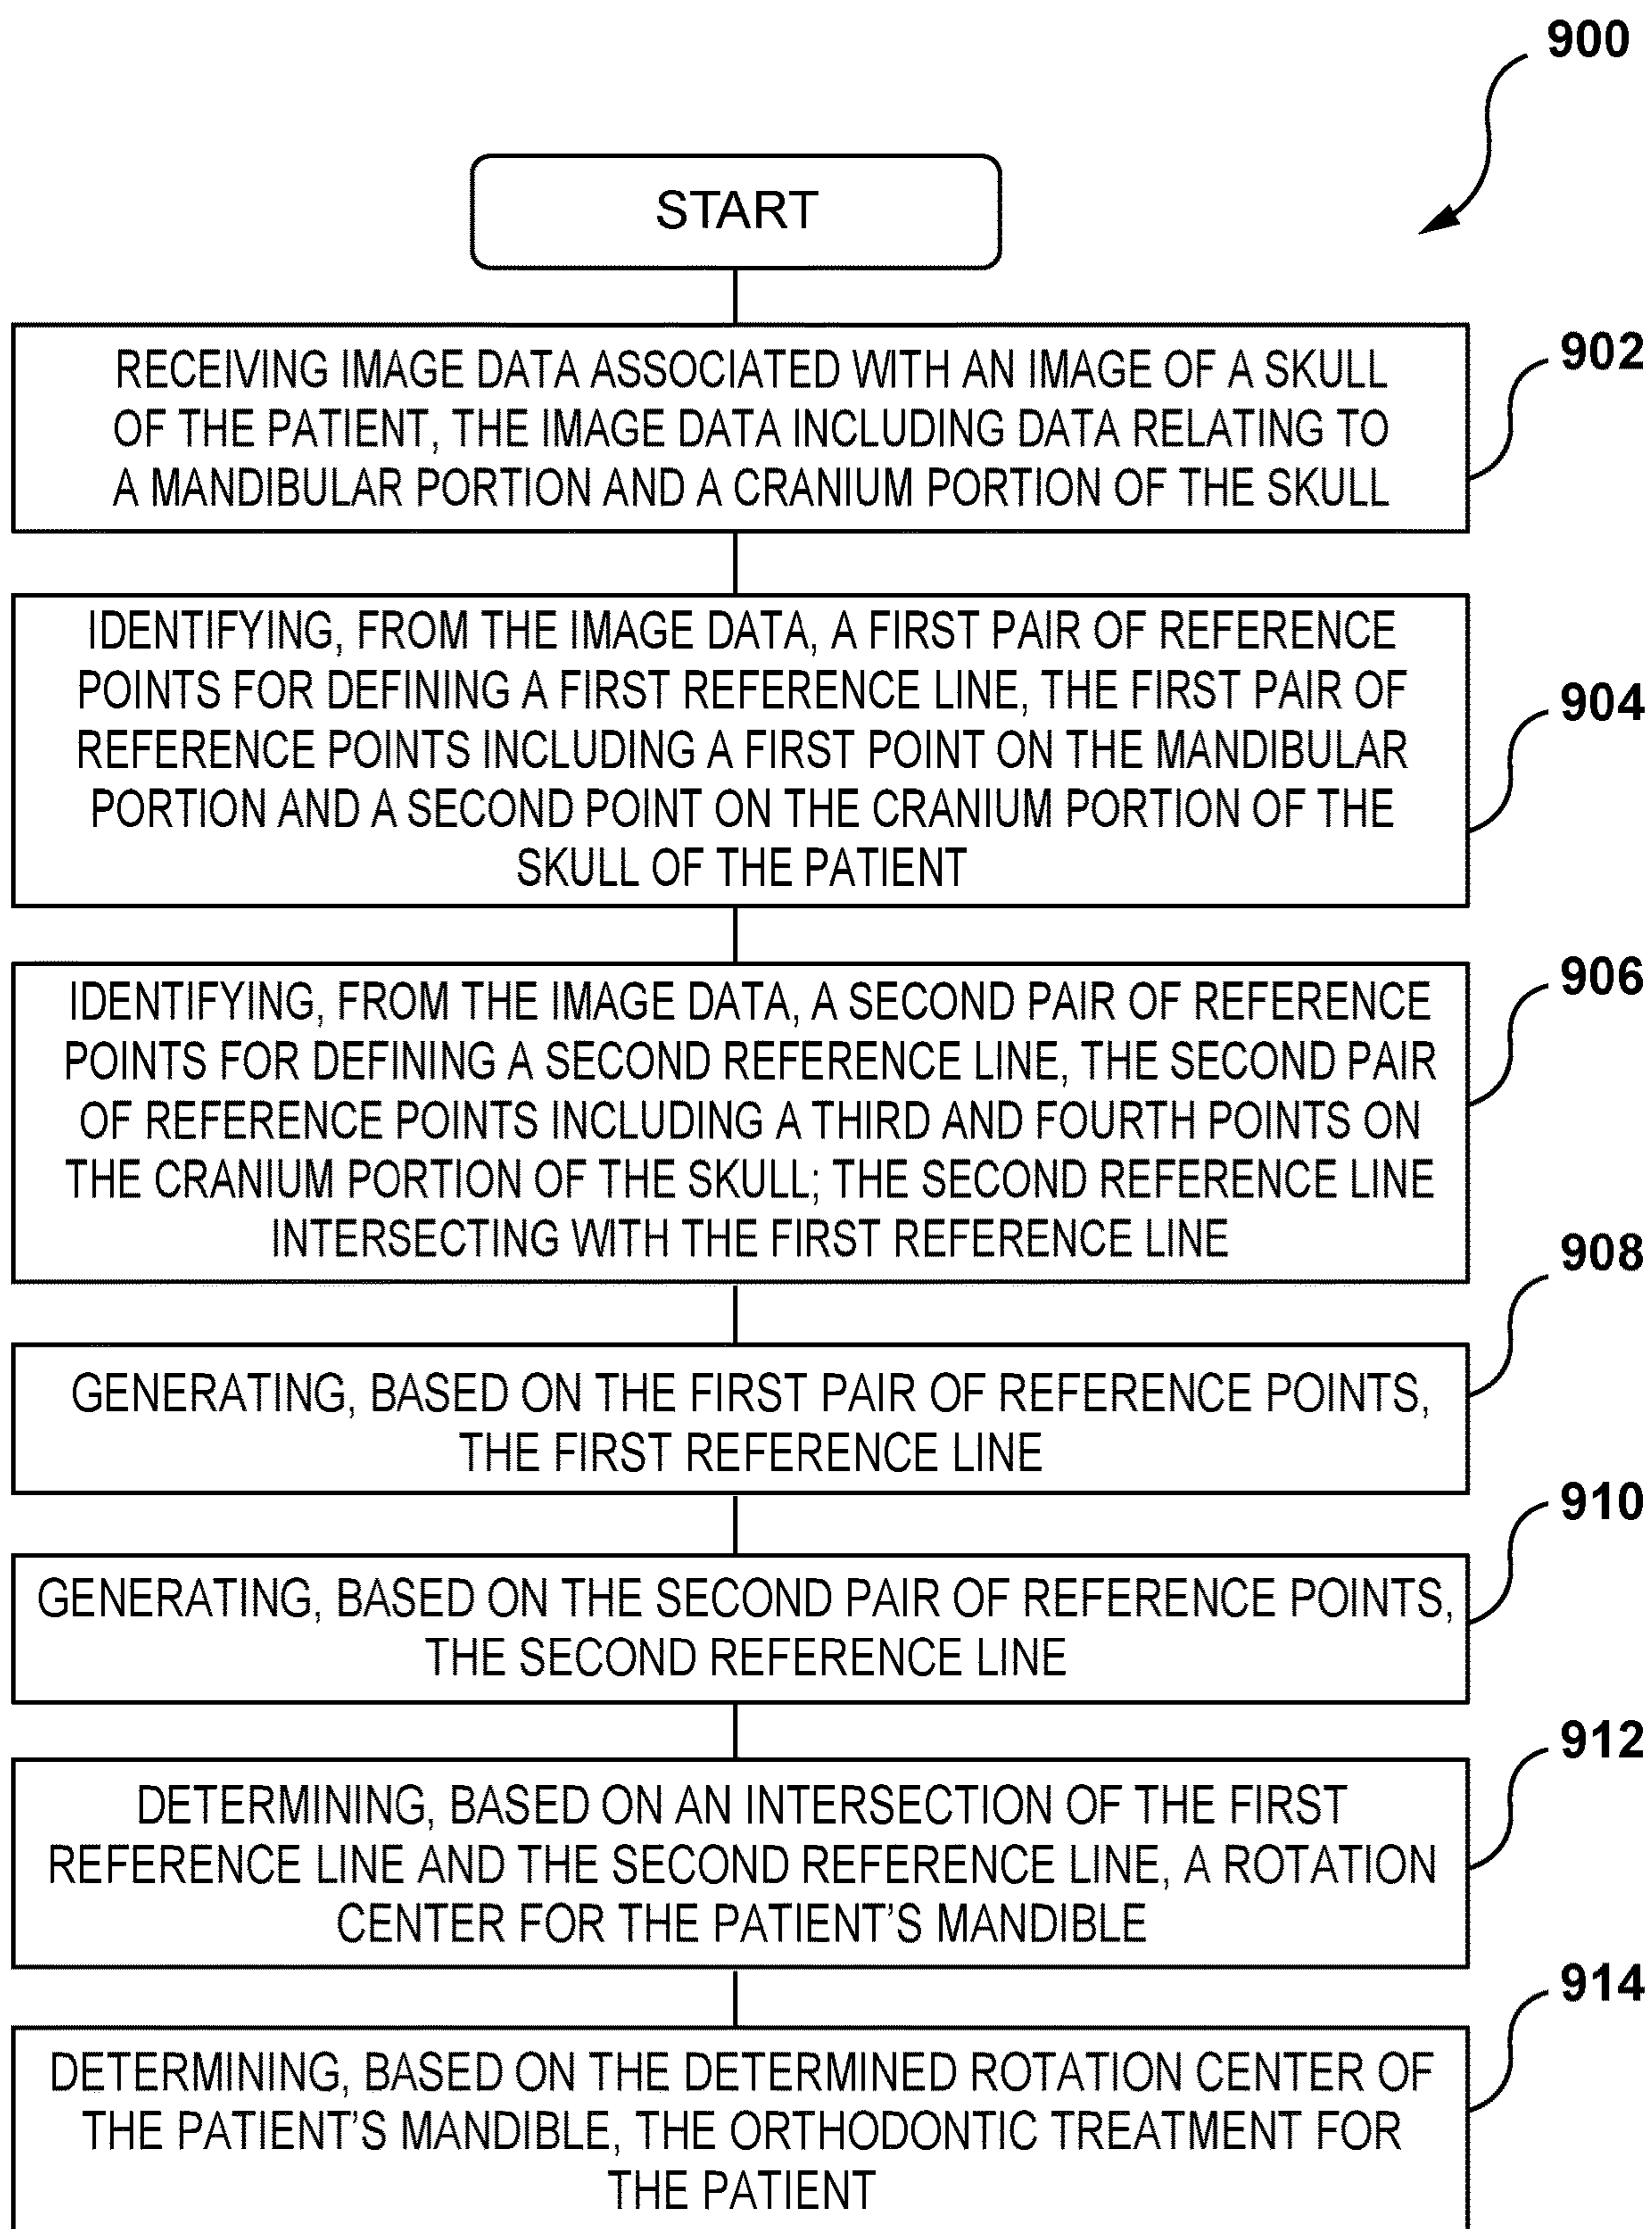 900
START
RECEIVING IMAGE DATA ASSOCIATED WITH AN IMAGE OF A SKULL
OF THE PATIENT, THE IMAGE DATA INCLUDING DATA RELATING TO
A MANDIBULAR PORTION AND A CRANIUM PORTION OF THE SKULL
902
IDENTIFYING, FROM THE IMAGE DATA, A FIRST PAIR OF REFERENCE
POINTS FOR DEFINING A FIRST REFERENCE LINE, THE FIRST PAIR OF
REFERENCE POINTS INCLUDING A FIRST POINT ON THE MANDIBULAR
PORTION AND A SECOND POINT ON THE CRANIUM PORTION OF THE
SKULL OF THE PATIENT
904
IDENTIFYING, FROM THE IMAGE DATA, A SECOND PAIR OF REFERENCE
POINTS FOR DEFINING A SECOND REFERENCE LINE, THE SECOND PAIR
OF REFERENCE POINTS INCLUDING A THIRD AND FOURTH POINTS ON
THE CRANIUM PORTION OF THE SKULL; THE SECOND REFERENCE LINE
INTERSECTING WITH THE FIRST REFERENCE LINE
906
GENERATING, BASED ON THE FIRST PAIR OF REFERENCE POINTS,
THE FIRST REFERENCE LINE
908
GENERATING, BASED ON THE SECOND PAIR OF REFERENCE POINTS,
THE SECOND REFERENCE LINE
910
DETERMINING, BASED ON AN INTERSECTION OF THE FIRST
REFERENCE LINE AND THE SECOND REFERENCE LINE, A ROTATION
CENTER FOR THE PATIENT'S MANDIBLE
912
DETERMINING, BASED ON THE DETERMINED ROTATION CENTER OF
THE PATIENT'S MANDIBLE, THE ORTHODONTIC TREATMENT FOR
THE PATIENT
914